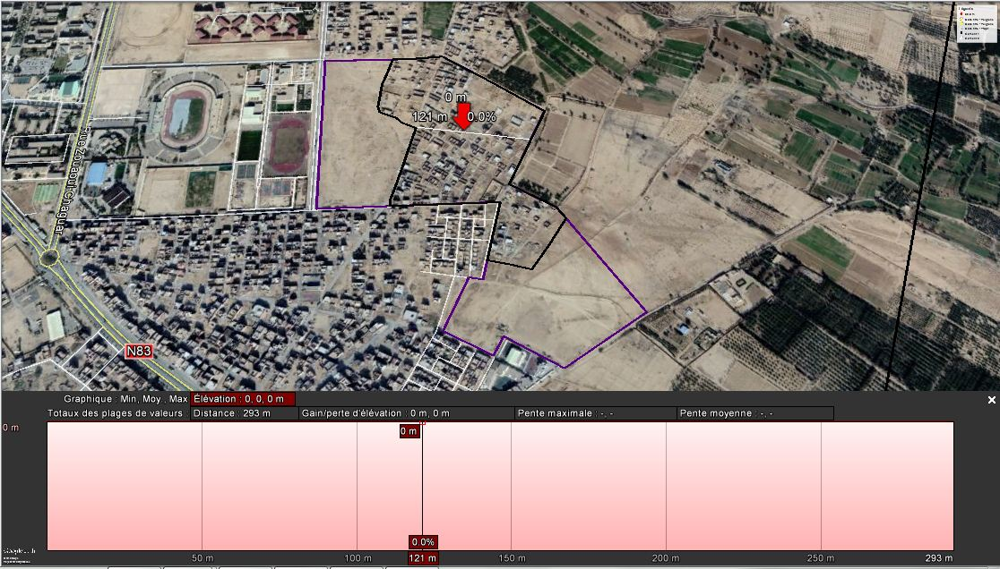 0 m
121 m 0.0%
Rue Zouaoui Chaguar
N83
Graphique : Min, Moy , Max Élévation : 0, 0, 0 m
Totaux des plages de valeurs : Distance : 293 m Gain/perte d'élévation : 0 m, 0 m Pente maximale : -, - Pente moyenne : -, -
0 m
0 m
0.0%
50 m 100 m 121 m 150 m 200 m 250 m 293 m